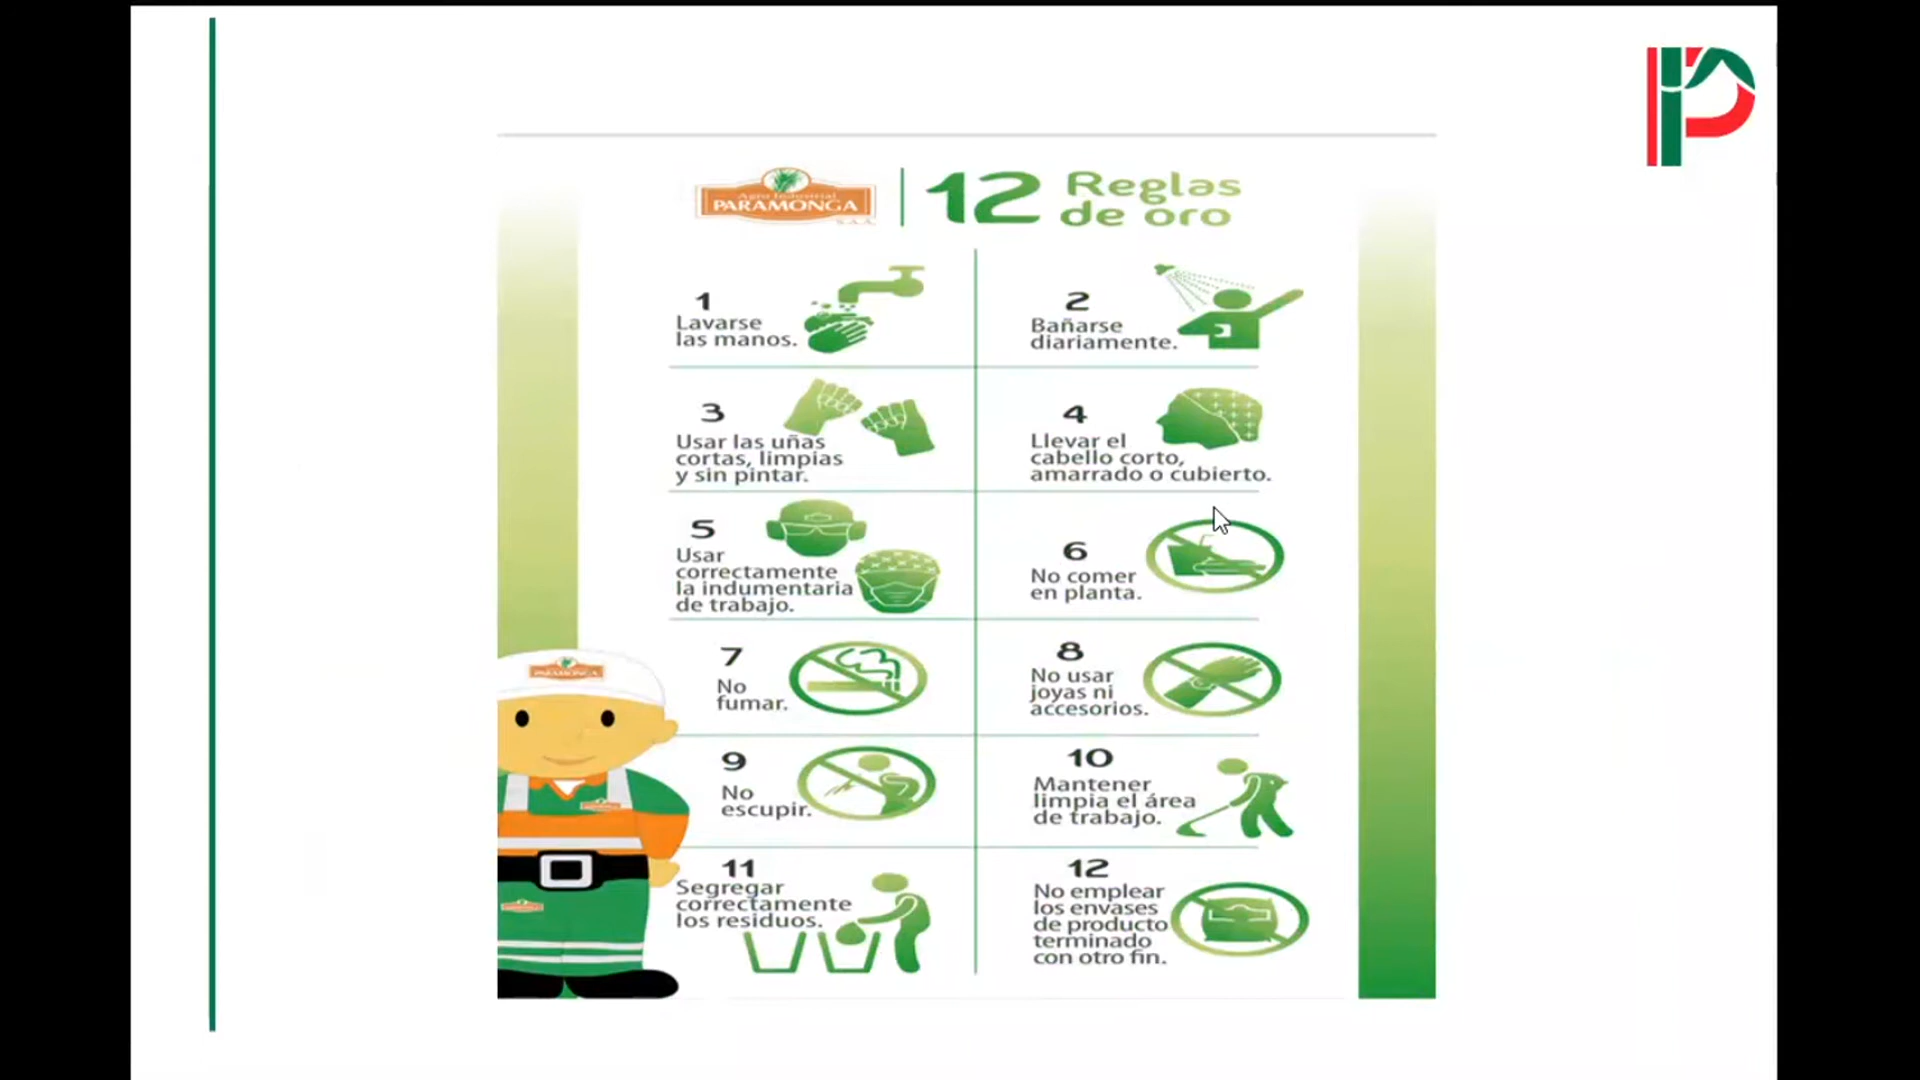 Agro Industrial
PARAMONGA
S.A.A.
12 Reglas
de oro
1
Lavarse
las manos.
2
Bañarse
diariamente.
3
Usar las uñas
cortas, limpias
y sin pintar.
4
Llevar el
cabello corto,
amarrado o cubierto.
5
Usar
correctamente
la indumentaria
de trabajo.
6
No comer
en planta.
7
No
fumar.
8
No usar
joyas ni
accesorios.
9
No
escupir.
10
Mantener
limpia el área
de trabajo.
11
Segregar
correctamente
los residuos.
12
No emplear
los envases
de producto
terminado
con otro fin.
PARAMONGA